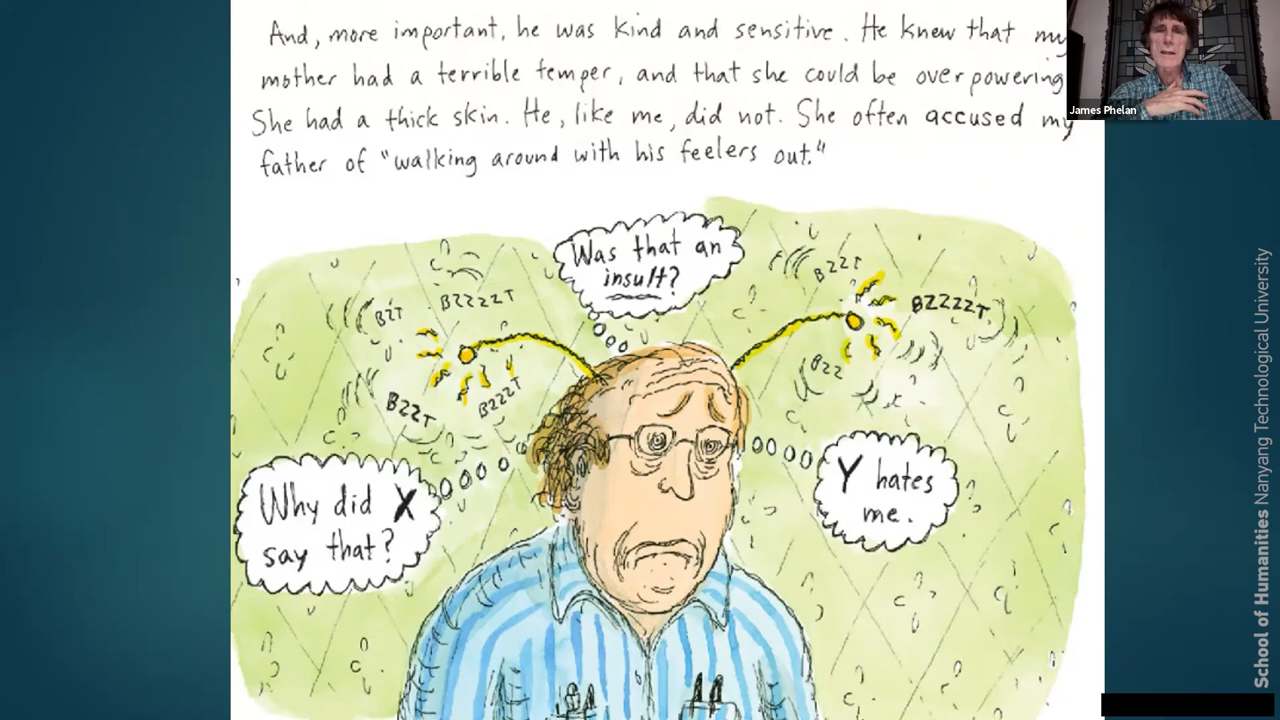 And, more important, he was kind and sensitive. He knew that my
mother had a terrible temper, and that she could be overpowering
She had a thick skin. He, like me, did not. She often accused my
father of "walking around with his feelers out."
James Phelan
Was that an
insult?
BZT
BZZZZT
BZZT
BZZZT
BZZT
BZZZZT
BZZ
Why did X
say that?
Y hates
me.
School of Humanities Nanyang Technological University